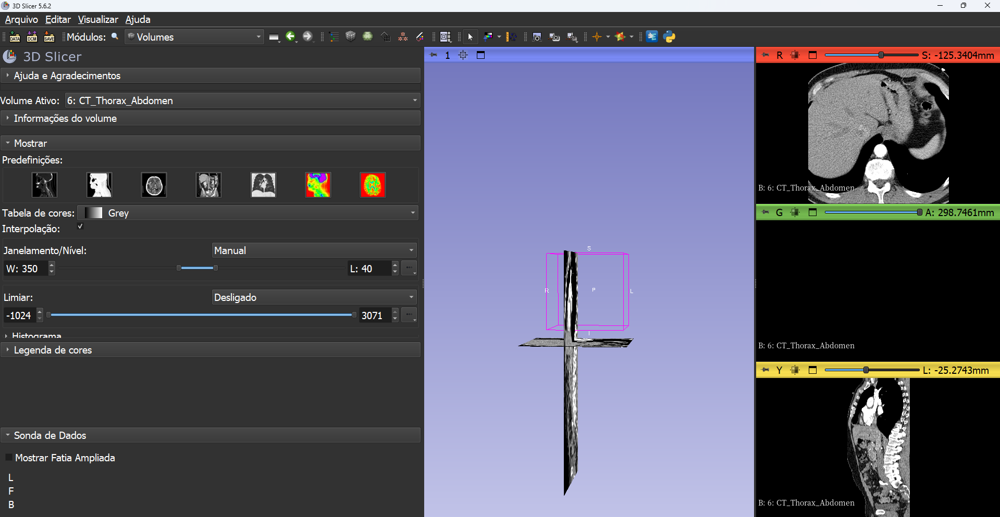 3D Slicer 5.6.2
Arquivo Editar Visualizar Ajuda
DATA DCM SAVE Módulos: Volumes
3D Slicer
Ajuda e Agradecimentos
Volume Ativo: 6: CT_Thorax_Abdomen
Informações do volume
Mostrar
Predefinições:
Tabela de cores: Grey
Interpolação:
Janelamento/Nível: Manual
W: 350 L: 40
Limiar: Desligado
-1024 3071
Histograma
Legenda de cores
Sonda de Dados
Mostrar Fatia Ampliada
L
F
B
1
S
R P L
I
R S: -125.3404mm
B: 6: CT_Thorax_Abdomen
G A: 298.7461mm
B: 6: CT_Thorax_Abdomen
Y L: -25.2743mm
B: 6: CT_Thorax_Abdomen